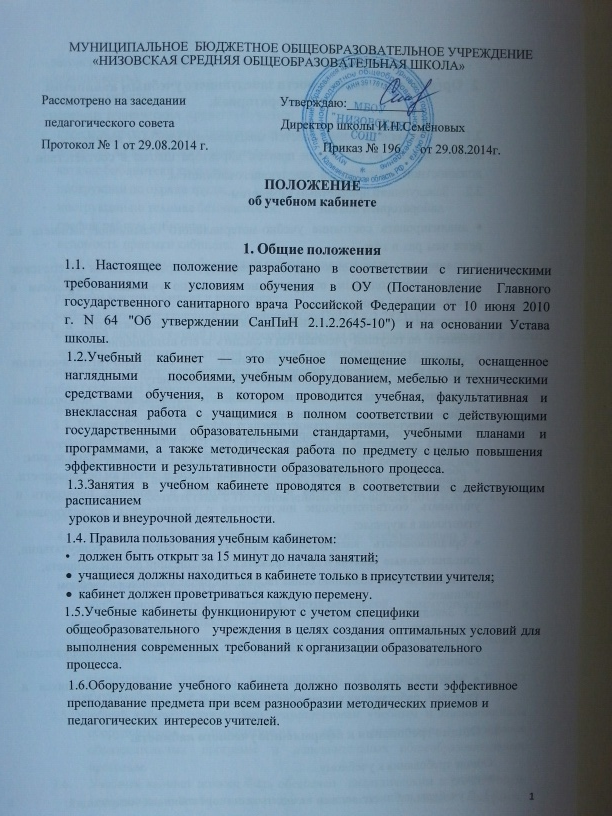 МУНИЦИПАЛЬНОЕ БЮДЖЕТНОЕ ОБЩЕОБРАЗОВАТЕЛЬНОЕ УЧРЕЖДЕНИЕ
«НИЗОВСКАЯ СРЕДНЯЯ ОБЩЕОБРАЗОВАТЕЛЬНАЯ ШКОЛА»
Рассмотрено на заседании Утверждаю:
педагогического совета Директор школы И.Н.Семёновых
Протокол № 1 от 29.08.2014 г. Приказ № 196 от 29.08.2014г.
МБОУ
"НИЗОВСКАЯ
СОШ"
ПОЛОЖЕНИЕ
об учебном кабинете
1. Общие положения
1.1. Настоящее положение разработано в соответствии с гигиеническими
требованиями к условиям обучения в ОУ (Постановление Главного
государственного санитарного врача Российской Федерации от 10 июня 2010
г. N 64 "Об утверждении СанПиН 2.1.2.2645-10") и на основании Устава
школы.
1.2.Учебный кабинет — это учебное помещение школы, оснащенное
наглядными пособиями, учебным оборудованием, мебелью и техническими
средствами обучения, в котором проводится учебная, факультативная и
внеклассная работа с учащимися в полном соответствии с действующими
государственными образовательными стандартами, учебными планами и
программами, а также методическая работа по предмету с целью повышения
эффективности и результативности образовательного процесса.
1.3.Занятия в учебном кабинете проводятся в соответствии с действующим
расписанием
уроков и внеурочной деятельности.
1.4. Правила пользования учебным кабинетом:
• должен быть открыт за 15 минут до начала занятий;
• учащиеся должны находиться в кабинете только в присутствии учителя;
• кабинет должен проветриваться каждую перемену.
1.5.Учебные кабинеты функционируют с учетом специфики
общеобразовательного учреждения в целях создания оптимальных условий для
выполнения современных требований к организации образовательного
процесса.
1.6.Оборудование учебного кабинета должно позволять вести эффективное
преподавание предмета при всем разнообразии методических приемов и
педагогических интересов учителей.
1